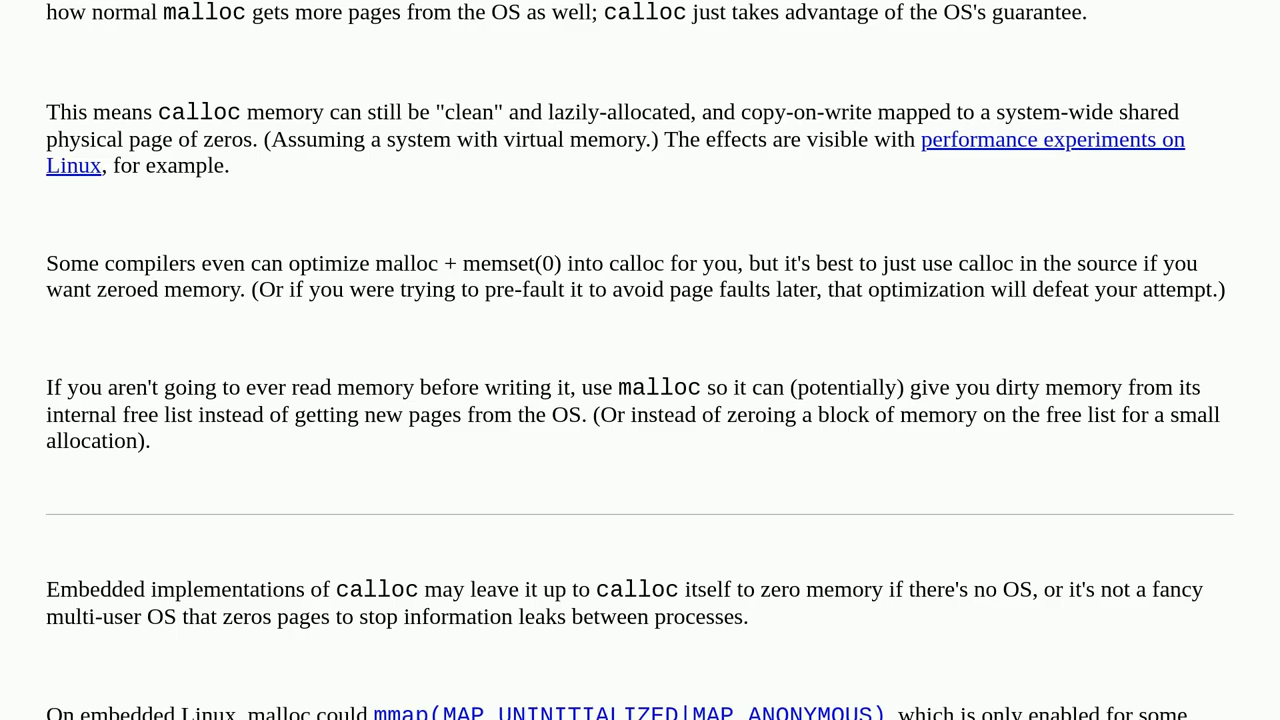 how normal malloc gets more pages from the OS as well; calloc just takes advantage of the OS's guarantee.
This means calloc memory can still be "clean" and lazily-allocated, and copy-on-write mapped to a system-wide shared
physical page of zeros. (Assuming a system with virtual memory.) The effects are visible with performance experiments on
Linux, for example.
Some compilers even can optimize malloc + memset(0) into calloc for you, but it's best to just use calloc in the source if you
want zeroed memory. (Or if you were trying to pre-fault it to avoid page faults later, that optimization will defeat your attempt.)
If you aren't going to ever read memory before writing it, use malloc so it can (potentially) give you dirty memory from its
internal free list instead of getting new pages from the OS. (Or instead of zeroing a block of memory on the free list for a small
allocation).
Embedded implementations of calloc may leave it up to calloc itself to zero memory if there's no OS, or it's not a fancy
multi-user OS that zeros pages to stop information leaks between processes.
On embedded Linux, malloc could mmap(MAP_UNINITIALIZED|MAP_ANONYMOUS), which is only enabled for some